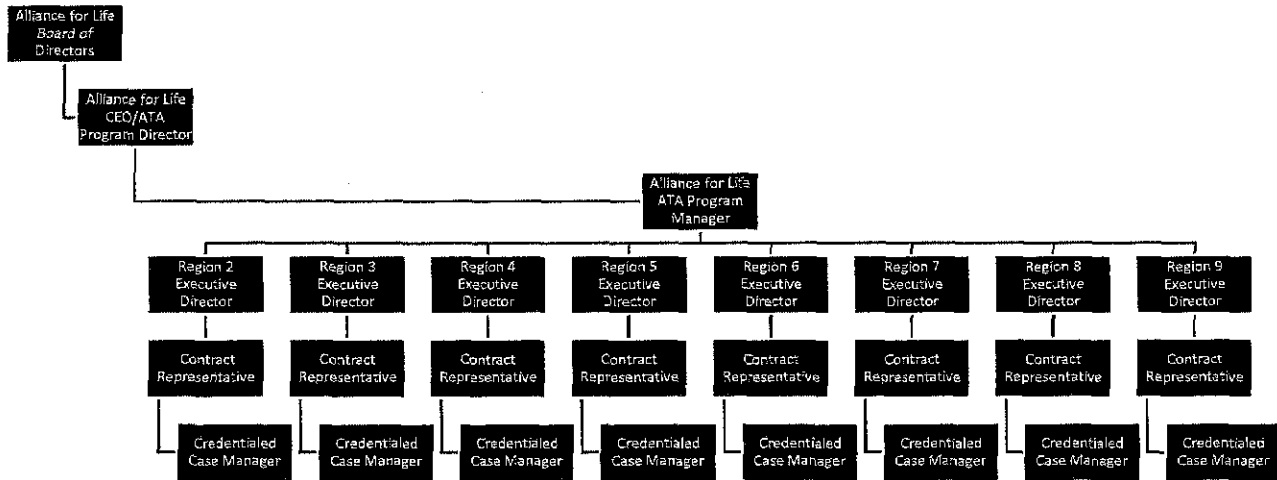 Alliance for Life
Board of
Directors
Alliance for Life
CEO/ATA
Program Director
Alliance for Life
ATA Program
Manager
Region 2
Executive
Director
Region 3
Executive
Director
Region 4
Executive
Director
Region 5
Executive
Director
Region 6
Executive
Director
Region 7
Executive
Director
Region 8
Executive
Director
Region 9
Executive
Director
Contract
Representative
Contract
Representative
Contract
Representative
Contract
Representative
Contract
Representative
Contract
Representative
Contract
Representative
Contract
Representative
Credentialed
Case Manager
Credentialed
Case Manager
Credentialed
Case Manager
Credentialed
Case Manager
Credentialed
Case Manager
Credentialed
Case Manager
Credentialed
Case Manager
Credentialed
Case Manager